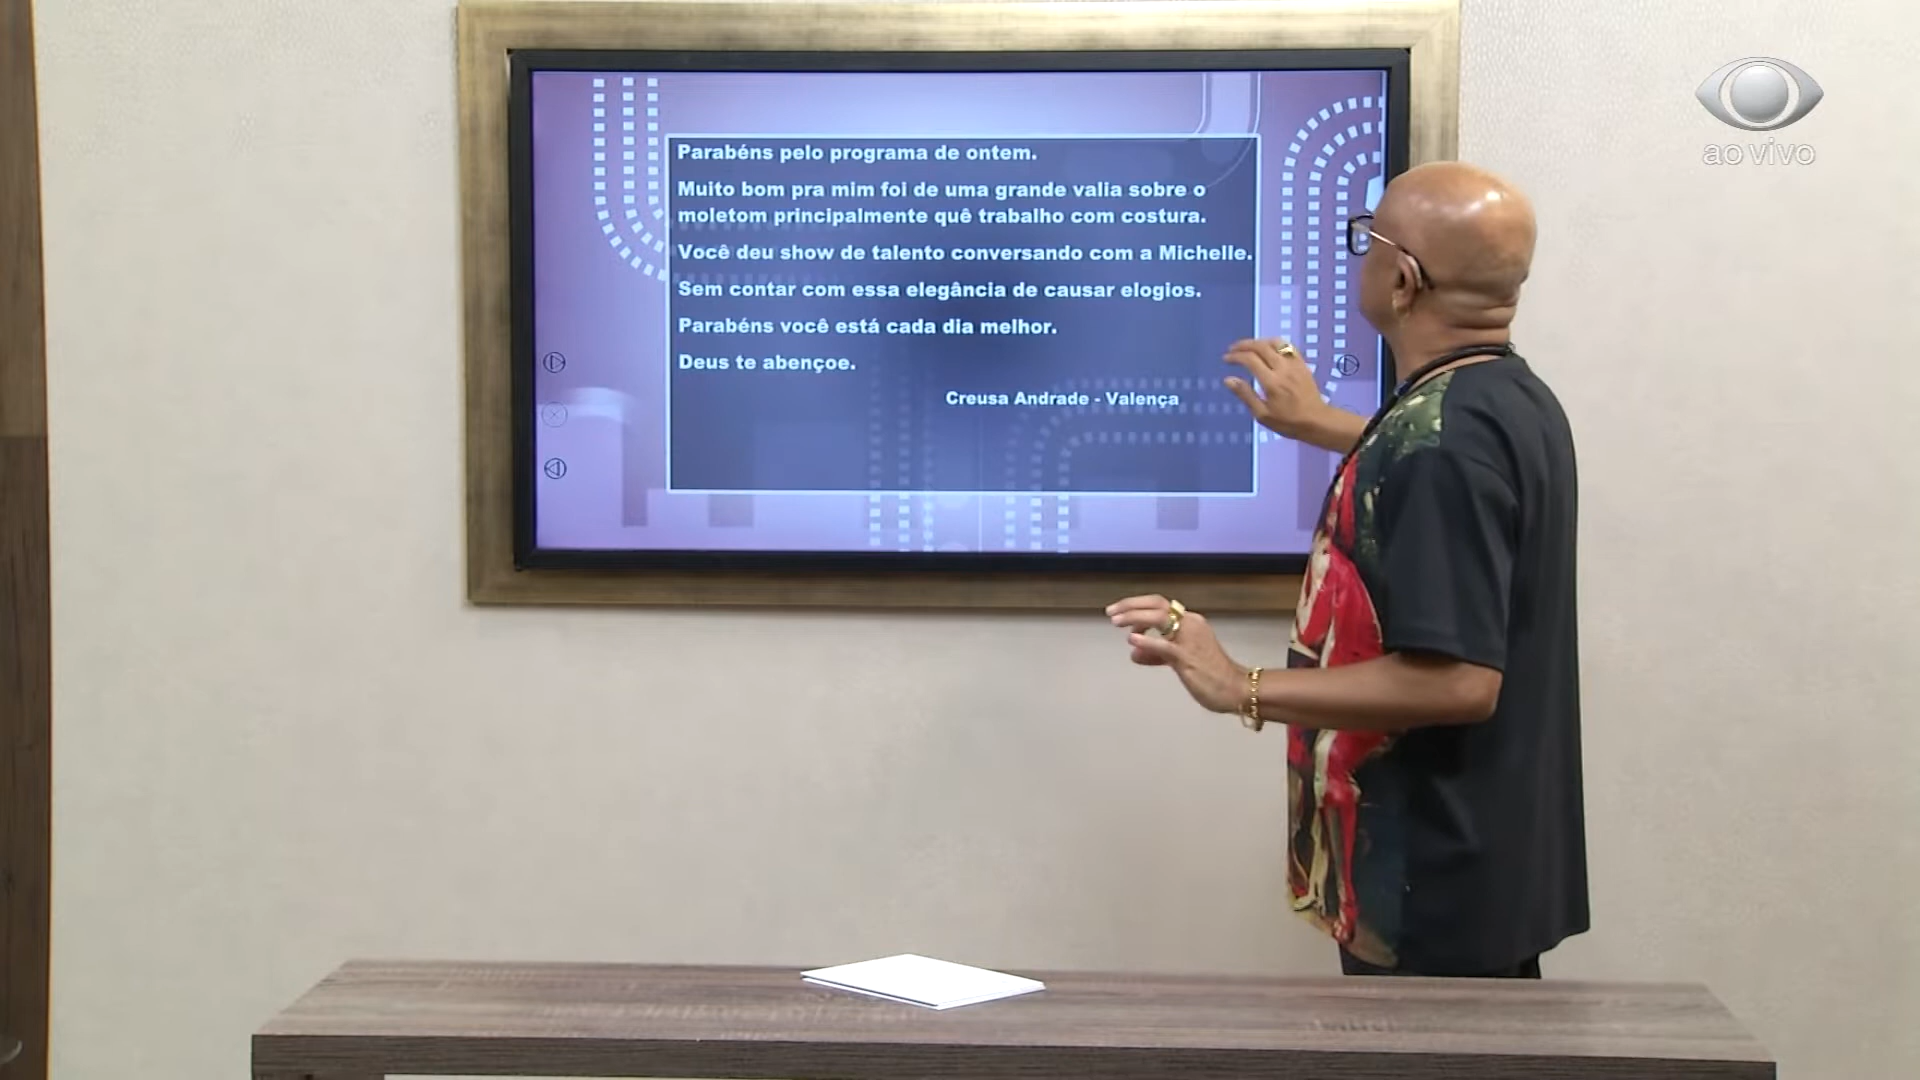 ao vivo
Parabéns pelo programa de ontem.
Muito bom pra mim foi de uma grande valia sobre o
moletom principalmente quê trabalho com costura.
Você deu show de talento conversando com a Michelle.
Sem contar com essa elegância de causar elogios.
Parabéns você está cada dia melhor.
Deus te abençoe.
Creusa Andrade - Valença